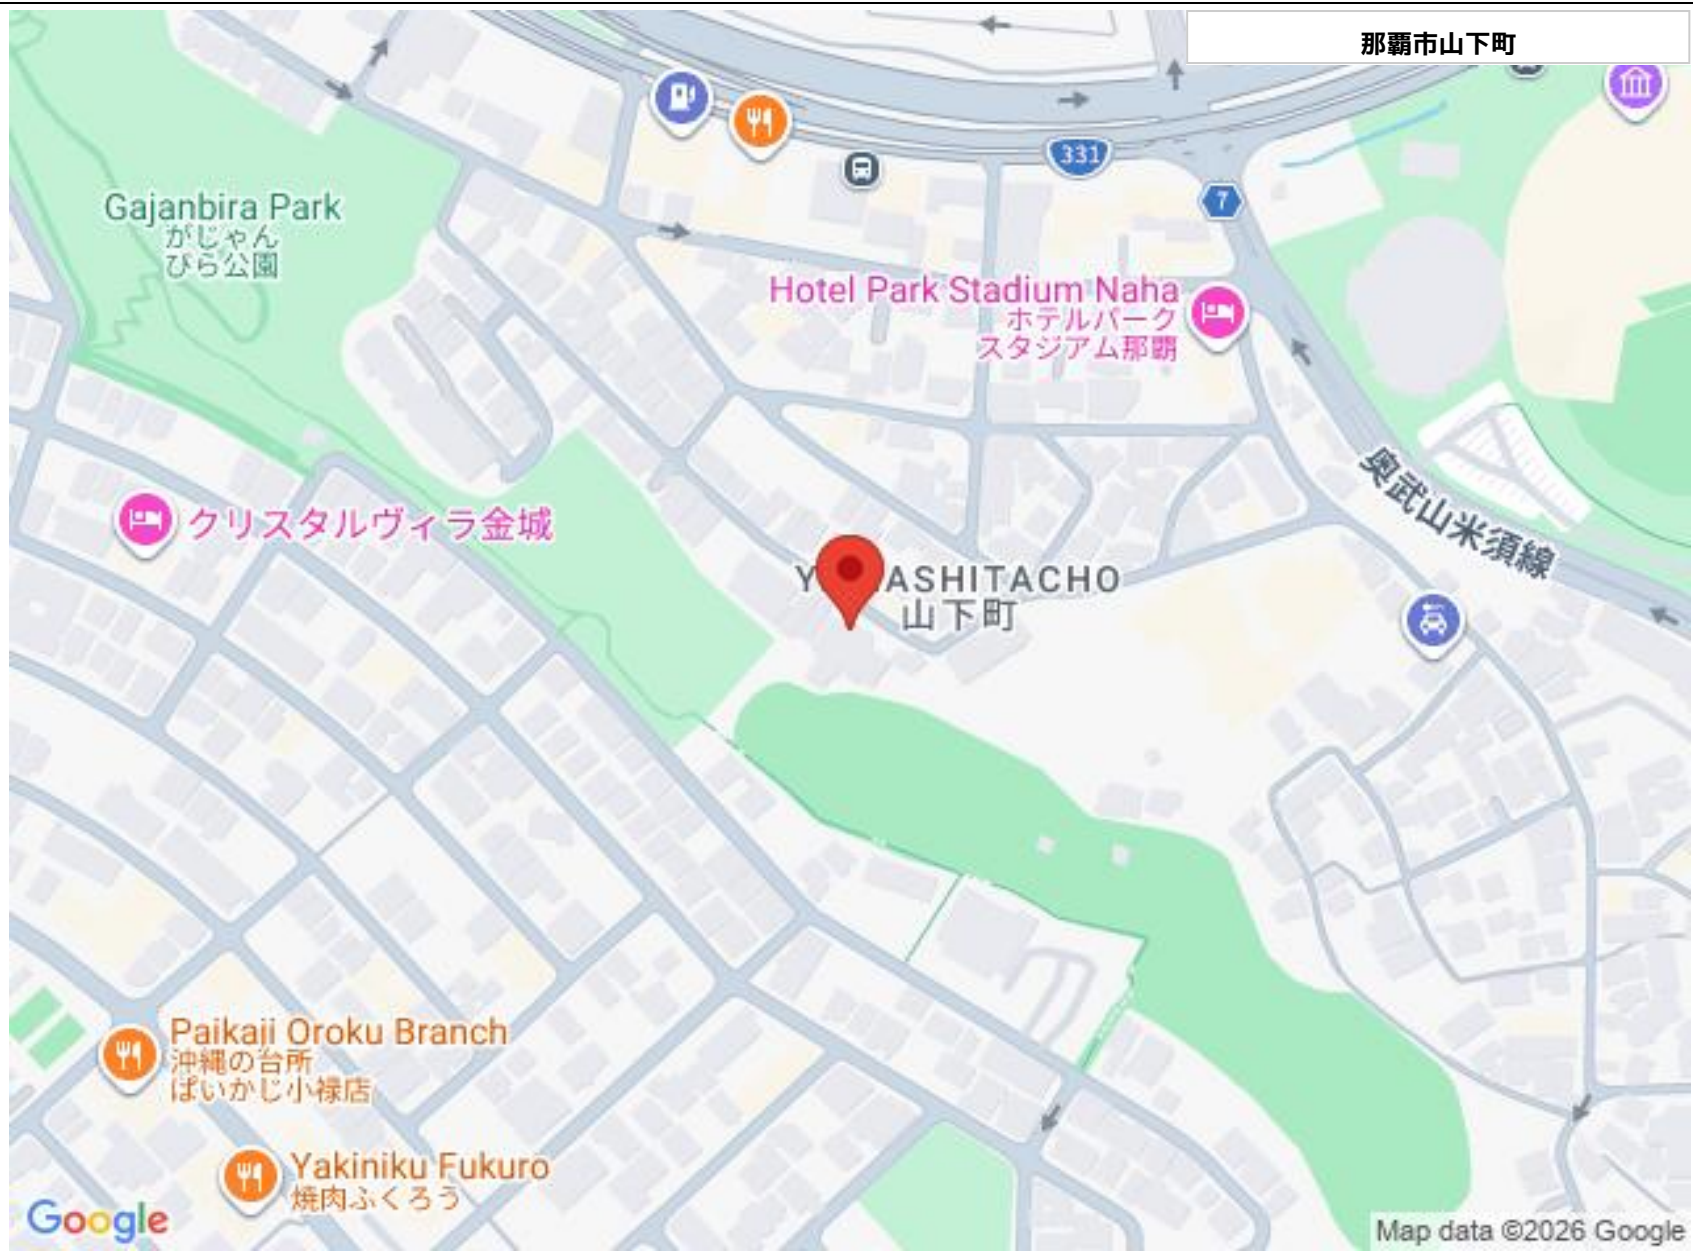 那覇市山下町
331
7
Gajanbira Park
がじゃん
びら公園
Hotel Park Stadium Naha
ホテルパーク
スタジアム那覇
奥武山米須線
クリスタルヴィラ金城
Y ASHITACHO
山下町
Paikaji Oroku Branch
沖縄の台所
ぱいかじ小禄店
Yakiniku Fukuro
焼肉ふくろう
Google
Map data ©2026 Google